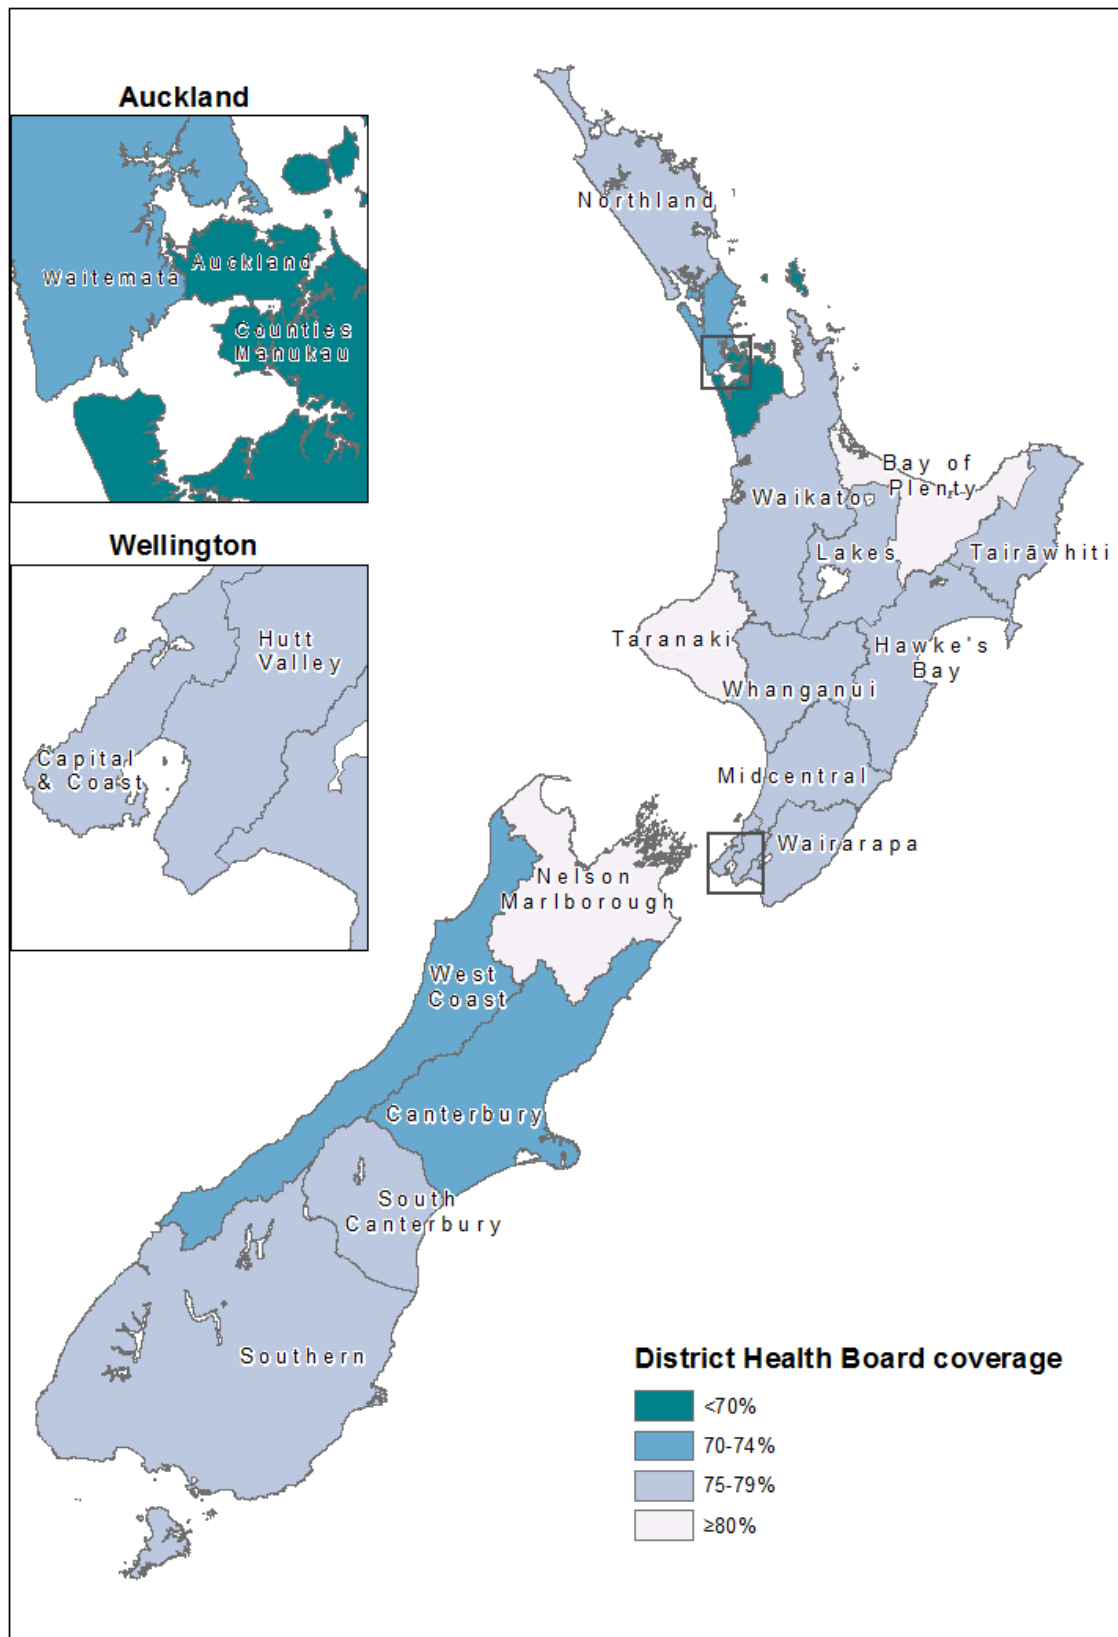 Auckland
Waitemata
Auckland
Counties
Manukau
Wellington
Hutt
Valley
Capital
& Coast
Northland
Bay of
Plenty
Waikato
Lakes
Tairāwhiti
Taranaki
Hawke's
Bay
Whanganui
Midcentral
Wairarapa
Nelson
Marlborough
West
Coast
Canterbury
South
Canterbury
Southern
District Health Board coverage
<70%
70-74%
75-79%
≥80%